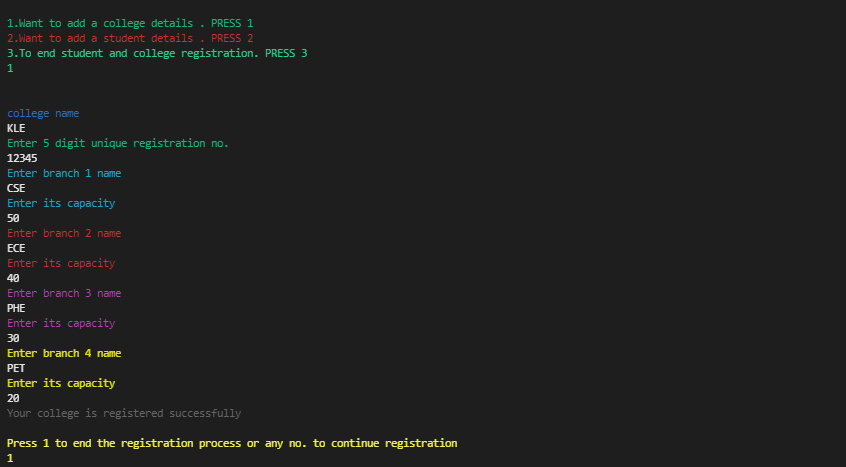 1.Want to add a college details . PRESS 1
2.Want to add a student details . PRESS 2
3.To end student and college registration. PRESS 3
1
college name
KLE
Enter 5 digit unique registration no.
12345
Enter branch 1 name
CSE
Enter its capacity
50
Enter branch 2 name
ECE
Enter its capacity
40
Enter branch 3 name
PHE
Enter its capacity
30
Enter branch 4 name
PET
Enter its capacity
20
Your college is registered successfully
Press 1 to end the registration process or any no. to continue registration
1